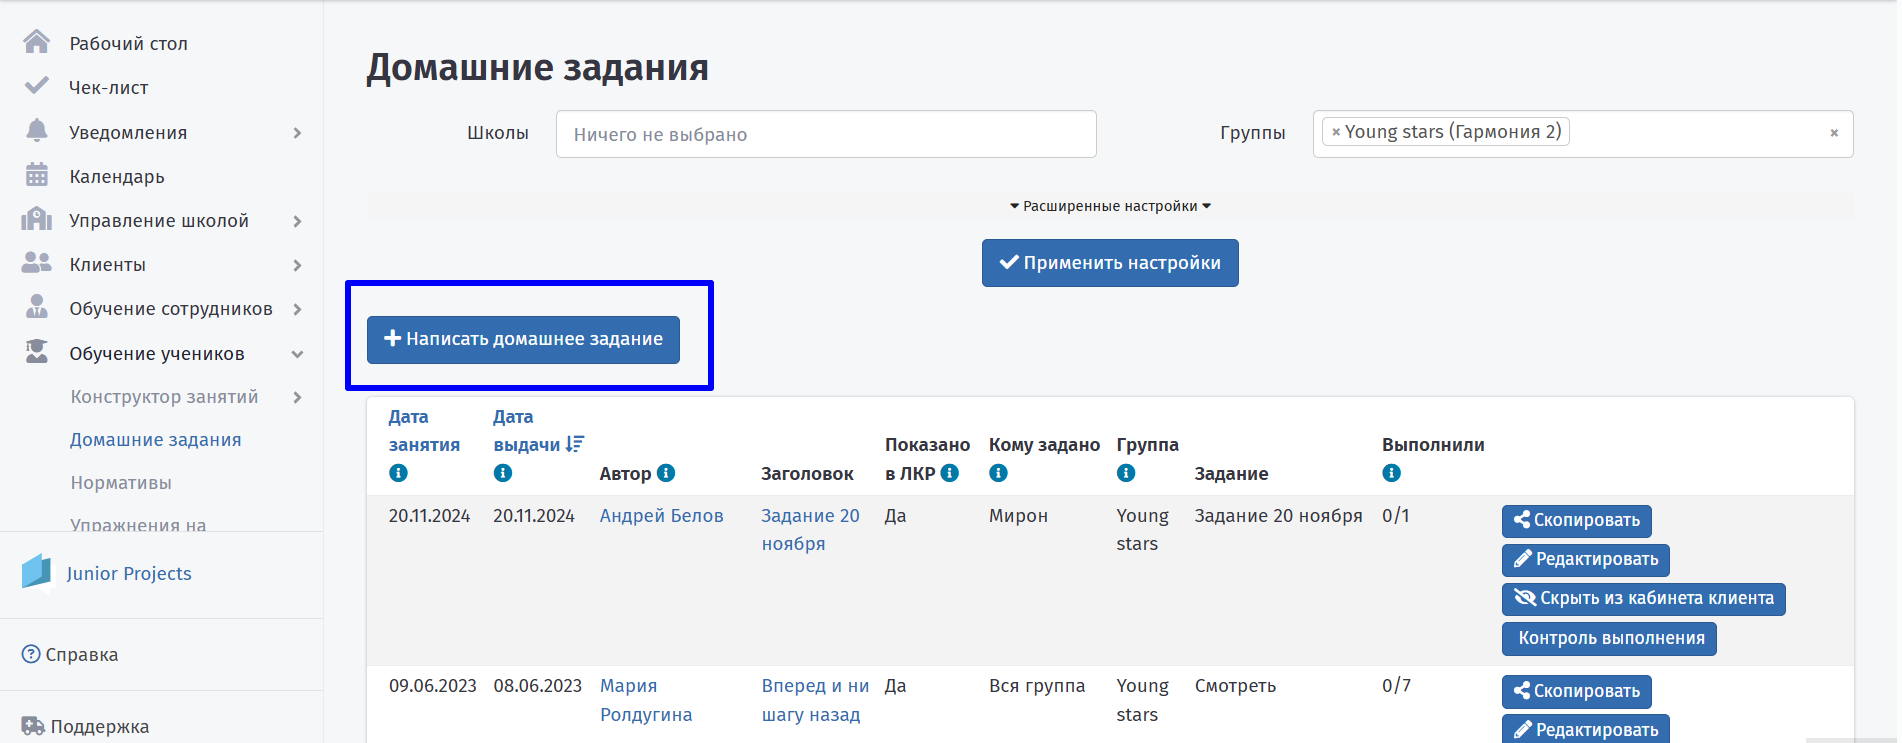 Рабочий стол
Чек-лист
Уведомления
Календарь
Управление школой
Клиенты
Обучение сотрудников
Обучение учеников
Конструктор занятий
Домашние задания
Нормативы
Упражнения на
Junior Projects
Справка
Поддержка
Домашние задания
Школы
Ничего не выбрано
Группы
× Young stars (Гармония 2)
×
Расширенные настройки
Применить настройки
Написать домашнее задание
Дата занятия
Дата выдачи
Автор
Заголовок
Показано в ЛКР
Кому задано
Группа
Задание
Выполнили
20.11.2024
20.11.2024
Андрей Белов
Задание 20
ноября
Да
Мирон
Young
stars
Задание 20 ноября
0/1
Скопировать
Редактировать
Скрыть из кабинета клиента
Контроль выполнения
09.06.2023
08.06.2023
Мария
Ролдугина
Вперед и ни
шагу назад
Да
Вся группа
Young
stars
Смотреть
0/7
Скопировать
Редактировать